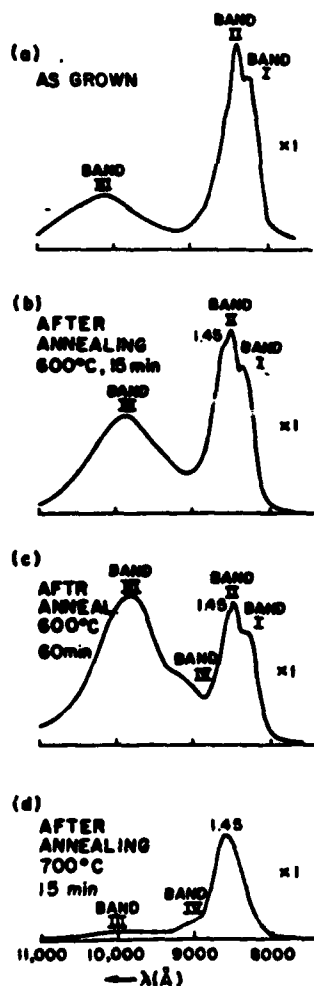 (a)
AS GROWN
BAND
II
BAND
I
BAND
III
×1
(b)
AFTER
ANNEALING
600°C, 15 min
BAND
II
1.45
BAND
I
BAND
III
×1
(c)
AFTR
ANNEAL
600°C
60min
BAND
III
BAND
II
1.45
BAND
I
BAND
IV
×1
(d)
AFTER
ANNEALING
700°C
15 min
1.45
BAND
III
BAND
IV
×1
11,000 10,000 9000 8000
← λ(Å)